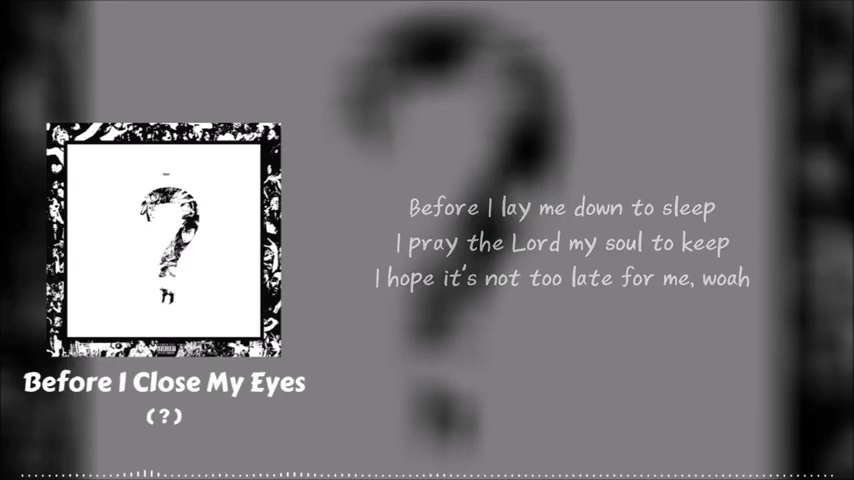 Before I lay me down to sleep
I pray the Lord my soul to keep
I hope it's not too late for me, woah
Before I Close My Eyes
(?)